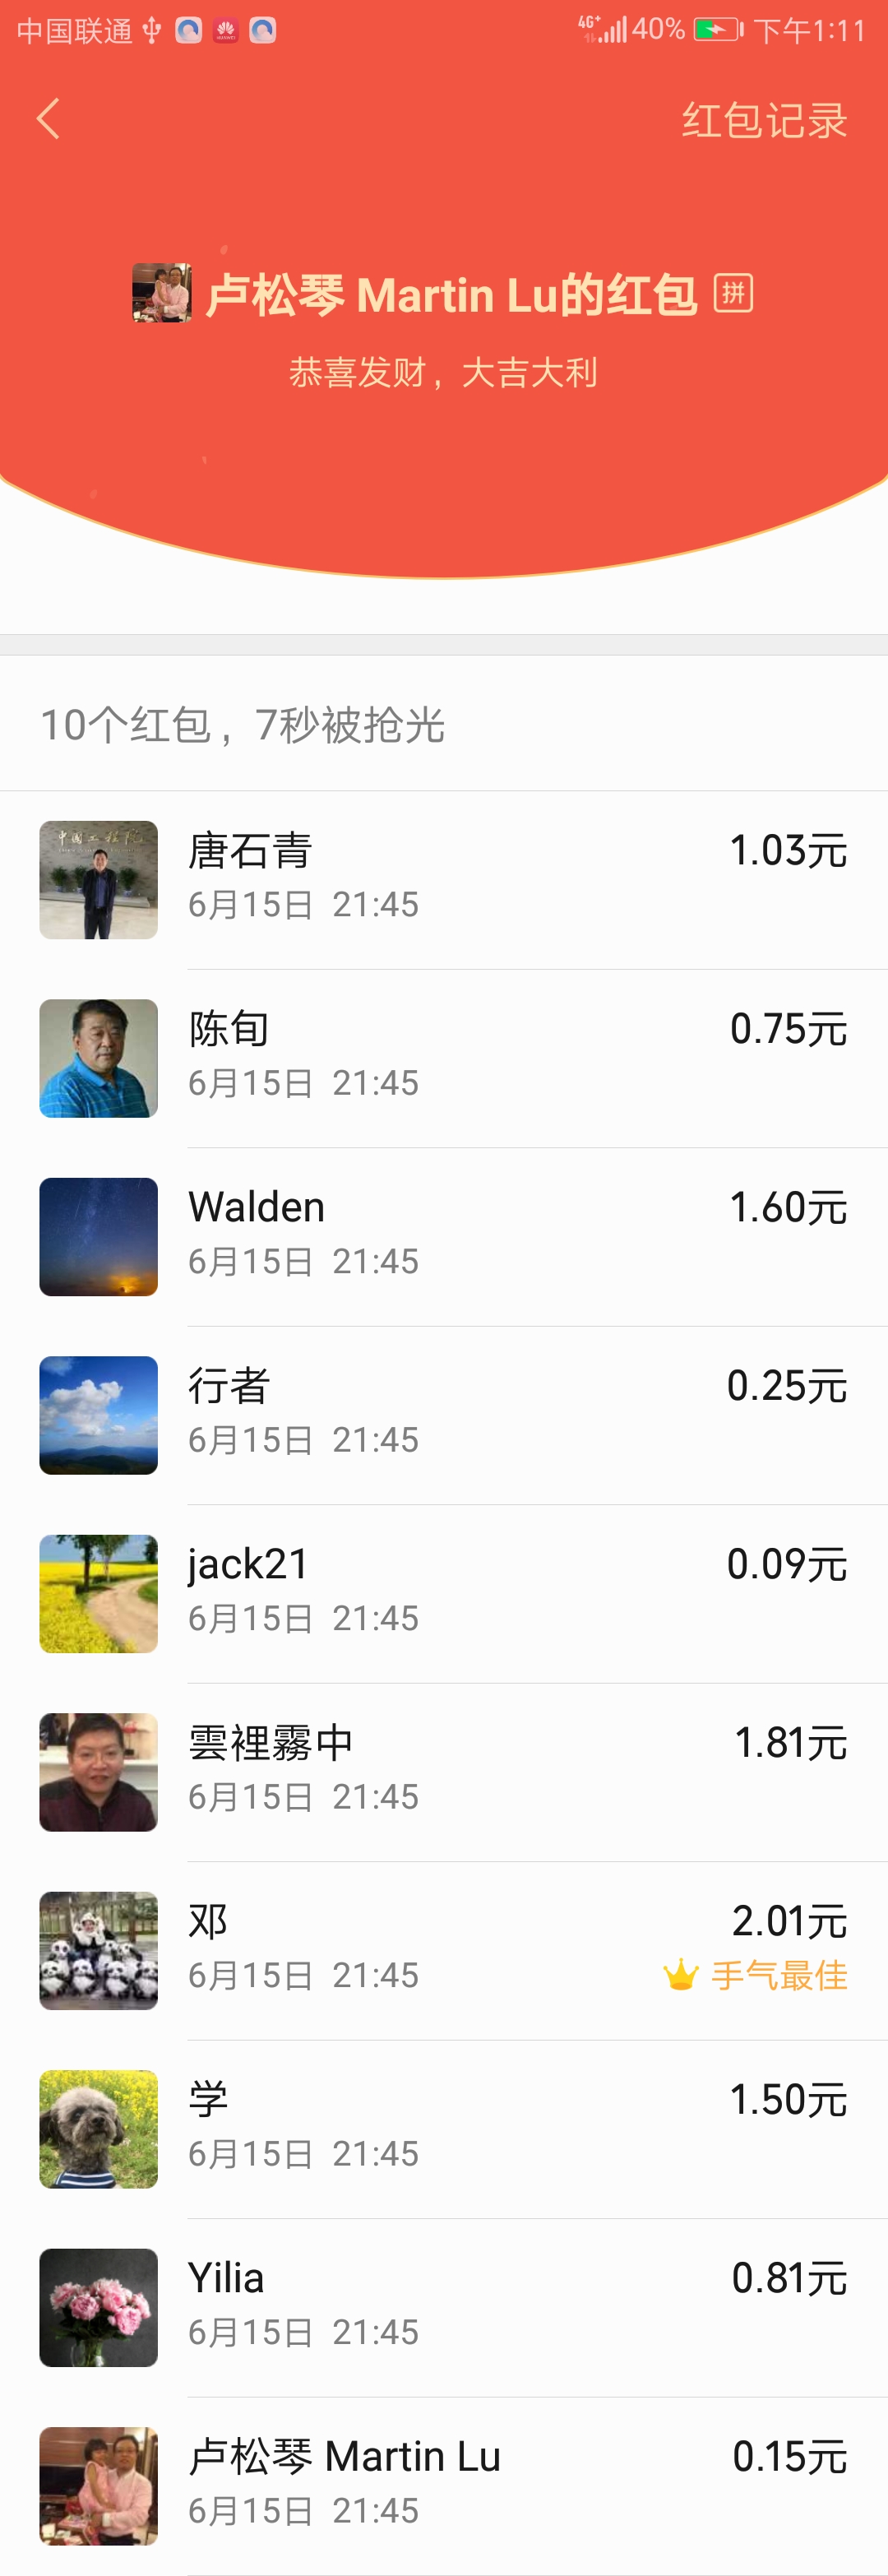 中国联通 4G+ 40% 下午1:11
红包记录
卢松琴 Martin Lu的红包 拼
恭喜发财，大吉大利
10个红包，7秒被抢光
中国工程院
唐石青 1.03元
6月15日 21:45
陈旬 0.75元
6月15日 21:45
Walden 1.60元
6月15日 21:45
行者 0.25元
6月15日 21:45
jack21 0.09元
6月15日 21:45
雲裡霧中 1.81元
6月15日 21:45
邓 2.01元
6月15日 21:45 手气最佳
学 1.50元
6月15日 21:45
Yilia 0.81元
6月15日 21:45
卢松琴 Martin Lu 0.15元
6月15日 21:45